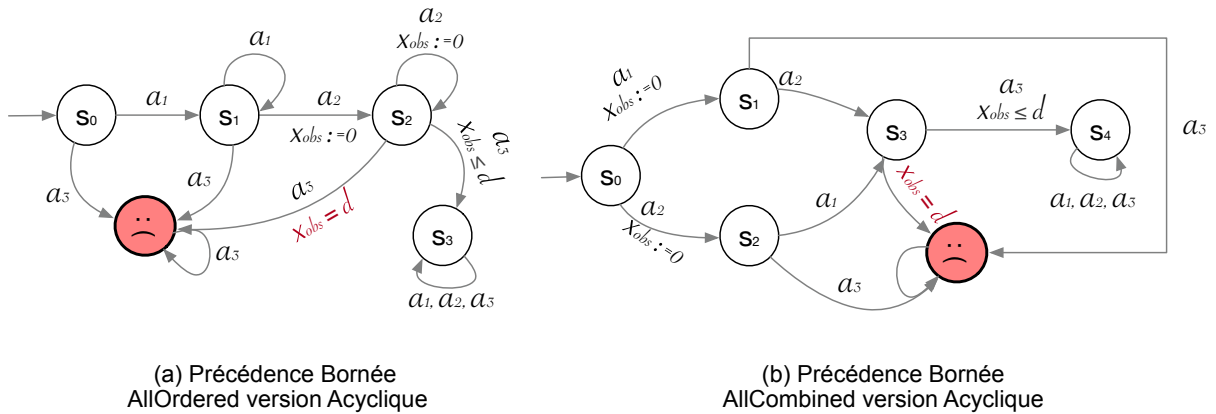 a2
xobs:=0
a1
s0
a1
s1
a2
xobs:=0
s2
a3
xobs ≤ d
a3
a3
a3
xobs = d
a3
s3
a1, a2, a3
(a) Précédence Bornée
AllOrdered version Acyclique
a1
xobs:=0
s1
a2
s3
a3
xobs ≤ d
s4
a3
a1, a2, a3
s0
a2
xobs:=0
s2
a1
xobs = d
a3
(b) Précédence Bornée
AllCombined version Acyclique